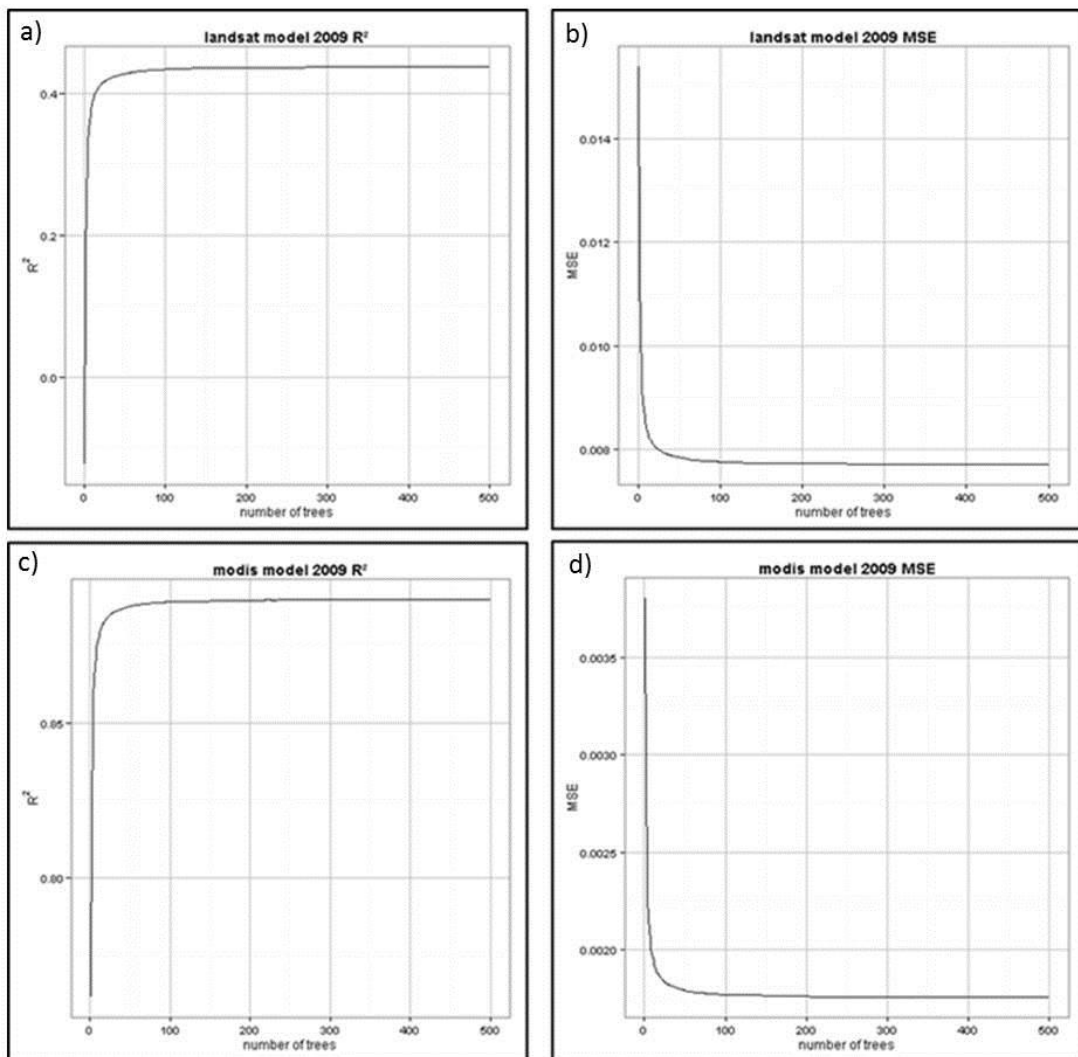 a)
landsat model 2009 R²
0.4
0.2
0.0
R²
0 100 200 300 400 500
number of trees
b)
landsat model 2009 MSE
0.014
0.012
0.010
0.008
MSE
0 100 200 300 400 500
number of trees
c)
modis model 2009 R²
0.85
0.80
R²
0 100 200 300 400 500
number of trees
d)
modis model 2009 MSE
0.0035
0.0030
0.0025
0.0020
MSE
0 100 200 300 400 500
number of trees